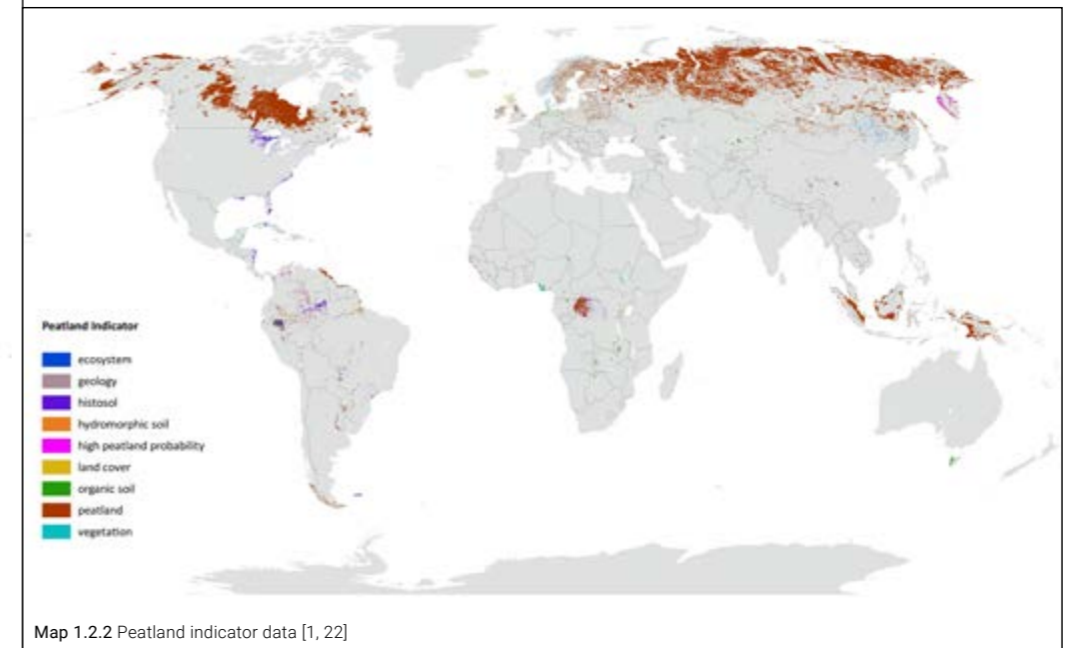 Peatland Indicator
ecosystem
geology
histosol
hydromorphic soil
high peatland probability
land cover
organic soil
peatland
vegetation
Map 1.2.2 Peatland indicator data [1, 22]